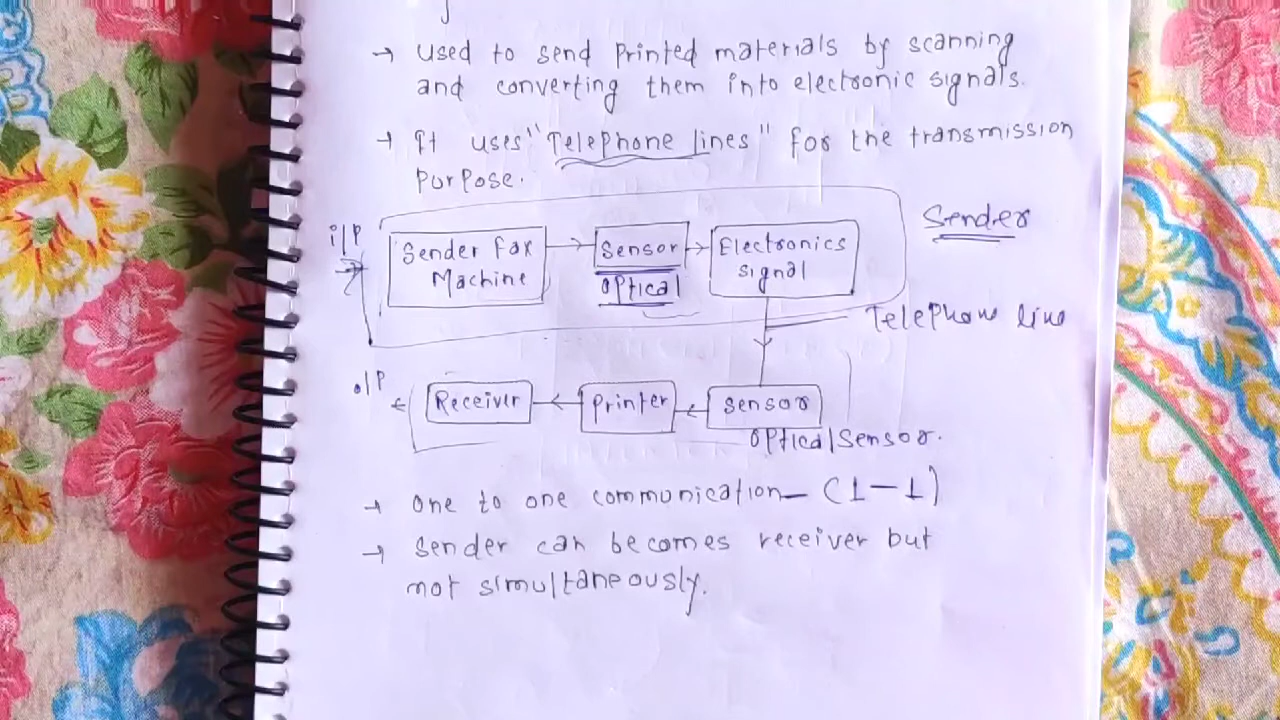 → Used to send Printed materials by scanning
and converting them into electronic signals.
→ It uses "Telephone lines" for the transmission
Purpose.
Sender
i/P
Sender fax
Machine
Sensor
Optical
Electronics
signal
Telephone line
o/P
Receiver
Printer
Sensor
Optical Sensor.
→ One to one communication - (1-1)
→ Sender can becomes receiver but
not simultaneously.